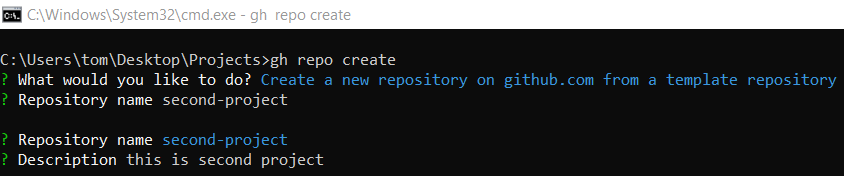 C:\Windows\System32\cmd.exe - gh repo create
C:\Users\tom\Desktop\Projects>gh repo create
? What would you like to do? Create a new repository on github.com from a template repository
? Repository name second-project
? Repository name second-project
? Description this is second project